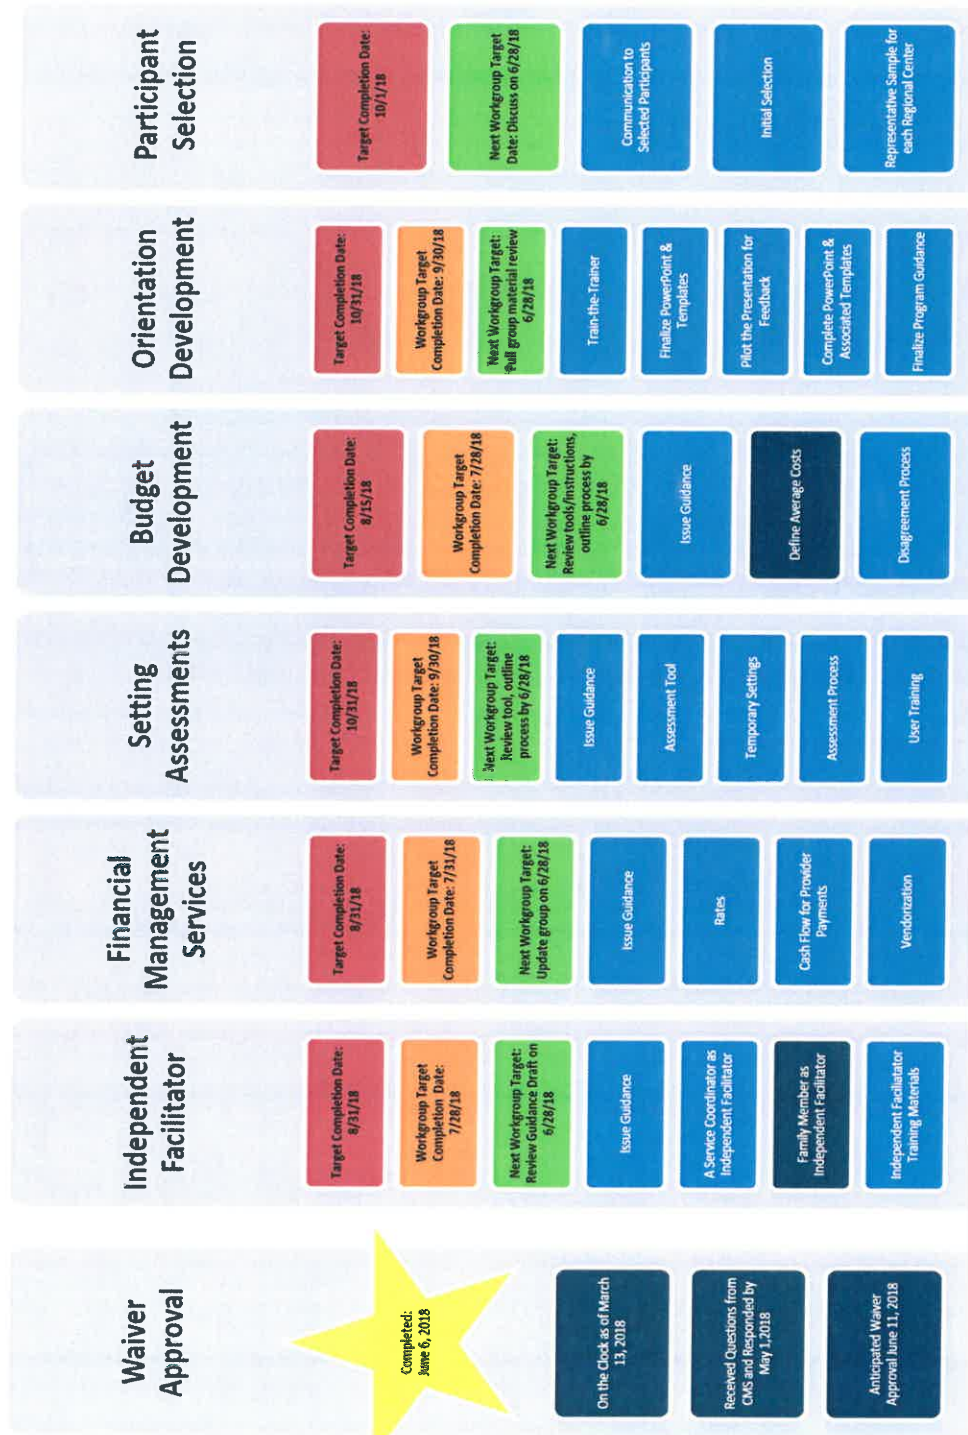 Waiver
Approval
Completed:
June 6, 2018
On the Clock as of March
13,2018
Received Questions from
CMS and Responded by
May 1,2018
Anticipated Waiver
Approval June 11, 2018
Independent
Facilitator
Target Completion Date:
8/31/18
Workgroup Target
Completion Date:
7/28/18
Next Workgroup Target:
Review Guidance Draft on
6/28/18
Issue Guidance
A Service Coordinator as
Independent Facilitator
Family Member as
Independent Facilitator
Independent Faciliatator
Training Materials
Financial
Management
Services
Target Completion Date:
8/31/18
Workgroup Target
Completion Date: 7/31/18
Next Workgroup Target:
Update group on 6/28/18
Issue Guidance
Rates
Cash Flow for Provider
Payments
Vendorization
Setting
Assessments
Target Completion Date:
10/31/18
Workgroup Target
Completion Date: 9/30/18
Next Workgroup Target:
Review tool, outline
process by 6/28/18
Issue Guidance
Assessment Tool
Temporary Settings
Assessment Process
User Training
Budget
Development
Target Completion Date:
8/15/18
Workgroup Target
Completion Date: 7/28/18
Next Workgroup Target:
Review tools/instructions,
outline process by
6/28/18
Issue Guidance
Define Average Costs
Disagreement Process
Orientation
Development
Target Completion Date:
10/31/18
Workgroup Target
Completion Date: 9/30/18
Next Workgroup Target:
Full group material review
6/28/18
Train-the-Trainer
Finalize PowerPoint &
Templates
Pilot the Presentation for
Feedback
Complete PowerPoint &
Associated Templates
Finalize Program Guidance
Participant
Selection
Target Completion Date:
10/1/18
Next Workgroup Target
Date: Discuss on 6/28/18
Communication to
Selected Participants
Initial Selection
Representative Sample for
each Regional Center